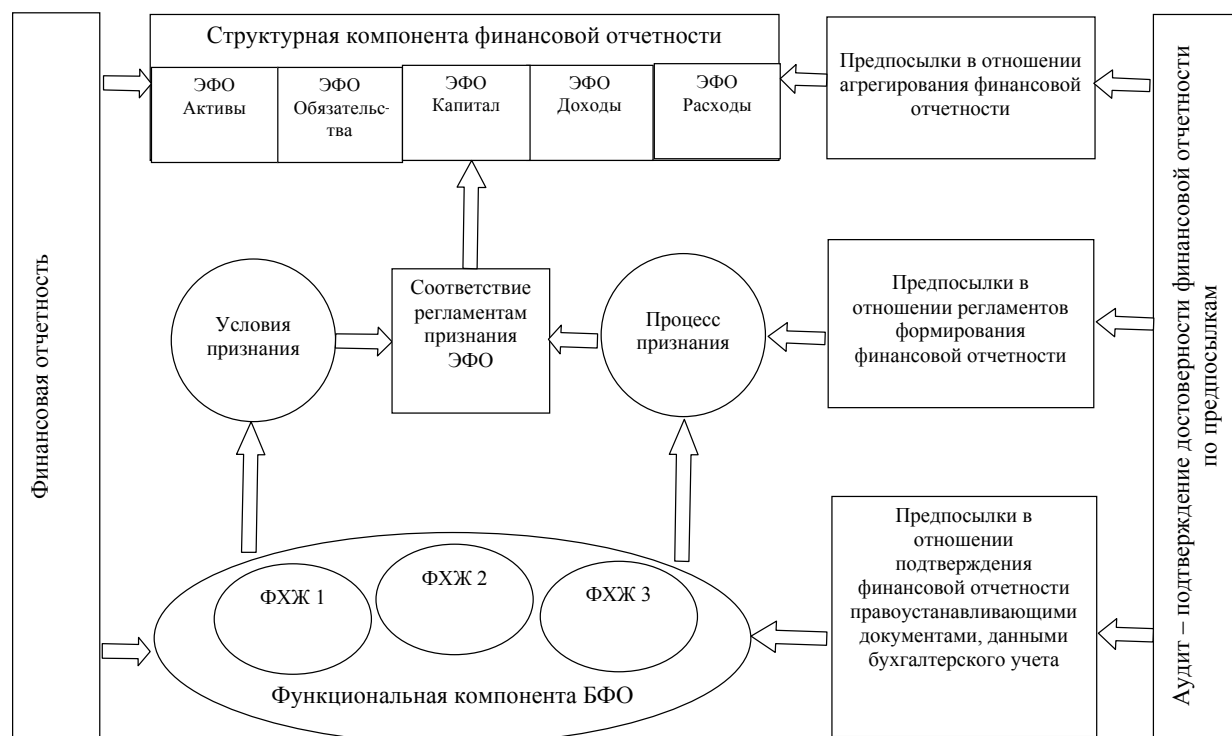 Финансовая отчетность
Структурная компонента финансовой отчетности
ЭФО
Активы
ЭФО
Обязательс-
тва
ЭФО
Капитал
ЭФО
Доходы
ЭФО
Расходы
Предпосылки в отношении
агрегирования финансовой
отчетности
Условия
признания
Соответствие
регламентам
признания
ЭФО
Процесс
признания
Предпосылки в
отношении регламентов
формирования
финансовой отчетности
ФХЖ 1
ФХЖ 2
ФХЖ 3
Функциональная компонента БФО
Предпосылки в
отношении
подтверждения
финансовой отчетности
правоустанавливающими
документами, данными
бухгалтерского учета
Аудит – подтверждение достоверности финансовой отчетности
по предпосылкам